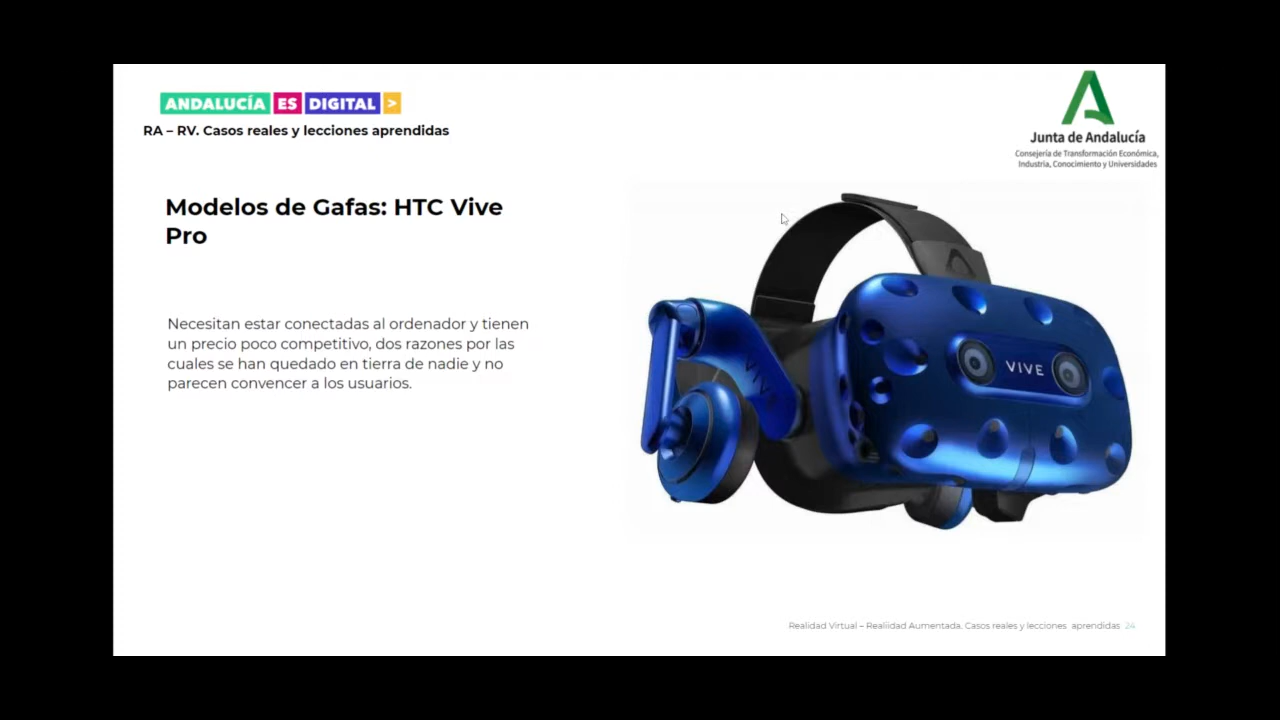 ANDALUCÍA ES DIGITAL >
RA – RV. Casos reales y lecciones aprendidas
Junta de Andalucía
Consejería de Transformación Económica,
Industria, Conocimiento y Universidades
Modelos de Gafas: HTC Vive
Pro
Necesitan estar conectadas al ordenador y tienen
un precio poco competitivo, dos razones por las
cuales se han quedado en tierra de nadie y no
parecen convencer a los usuarios.
VIVE
VIVE
Realidad Virtual – Realiidad Aumentada. Casos reales y lecciones aprendidas 24